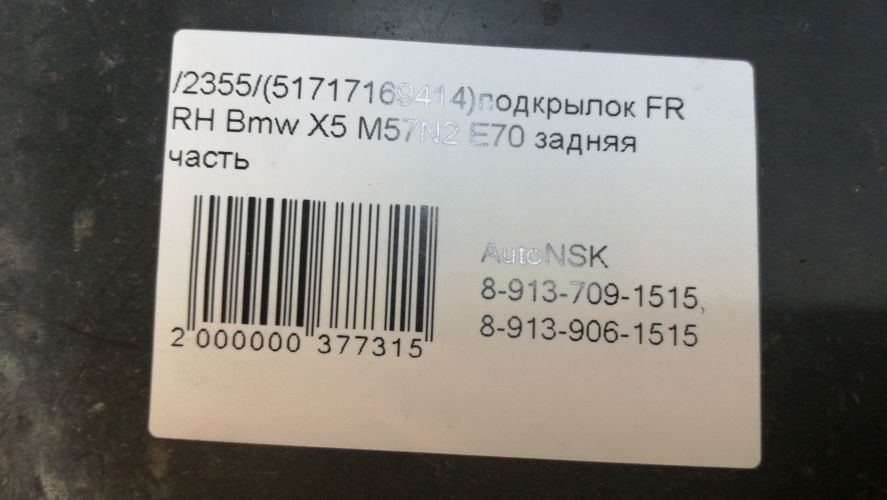 /2355/(51717169414)подкрылок FR
RH Bmw X5 M57N2 E70 задняя
часть
AutoNSK
8-913-709-1515,
8-913-906-1515
2 000000 377315